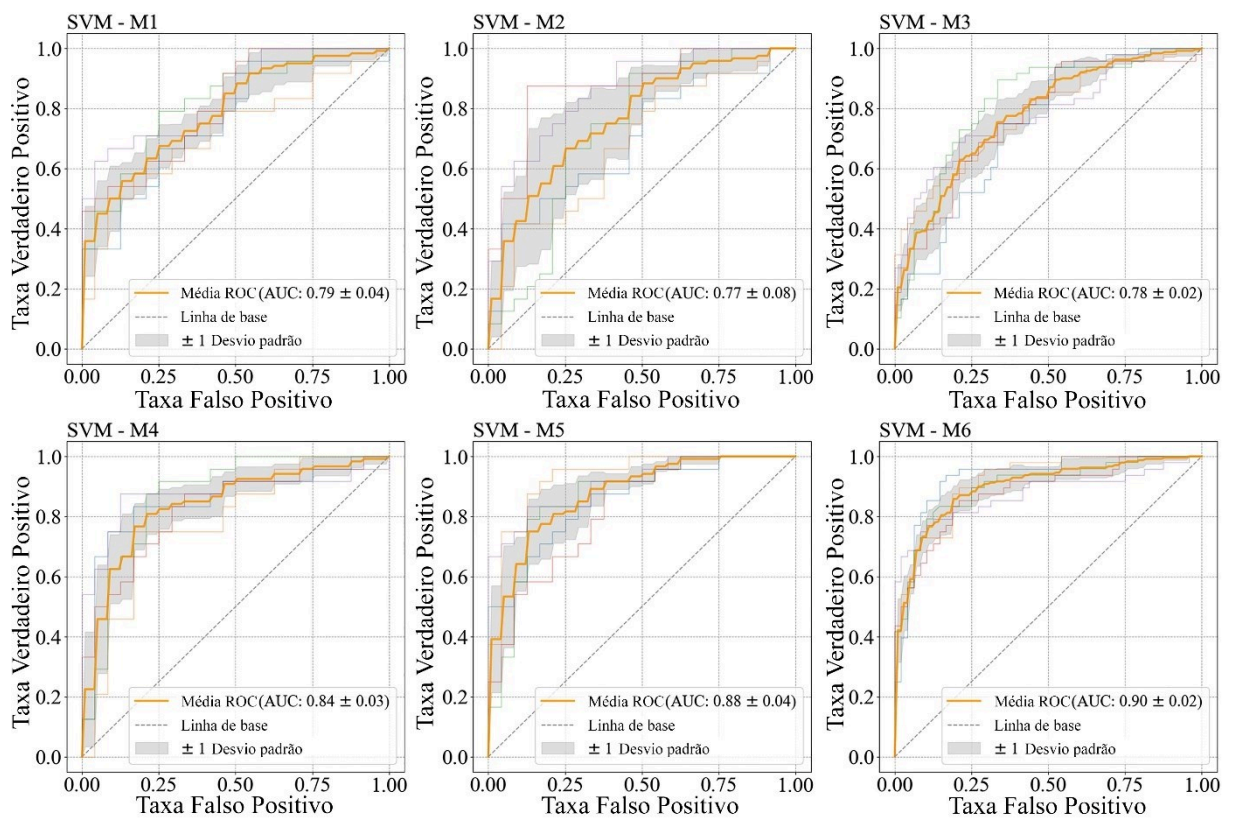 SVM - M1
1.0
0.8
0.6
0.4
0.2
0.0
Taxa Verdadeiro Positivo
Média ROC(AUC: 0.79 ± 0.04)
Linha de base
± 1 Desvio padrão
0.00 0.25 0.50 0.75 1.00
Taxa Falso Positivo
SVM - M2
1.0
0.8
0.6
0.4
0.2
0.0
Taxa Verdadeiro Positivo
Média ROC(AUC: 0.77 ± 0.08)
Linha de base
± 1 Desvio padrão
0.00 0.25 0.50 0.75 1.00
Taxa Falso Positivo
SVM - M3
1.0
0.8
0.6
0.4
0.2
0.0
Taxa Verdadeiro Positivo
Média ROC(AUC: 0.78 ± 0.02)
Linha de base
± 1 Desvio padrão
0.00 0.25 0.50 0.75 1.00
Taxa Falso Positivo
SVM - M4
1.0
0.8
0.6
0.4
0.2
0.0
Taxa Verdadeiro Positivo
Média ROC(AUC: 0.84 ± 0.03)
Linha de base
± 1 Desvio padrão
0.00 0.25 0.50 0.75 1.00
Taxa Falso Positivo
SVM - M5
1.0
0.8
0.6
0.4
0.2
0.0
Taxa Verdadeiro Positivo
Média ROC(AUC: 0.88 ± 0.04)
Linha de base
± 1 Desvio padrão
0.00 0.25 0.50 0.75 1.00
Taxa Falso Positivo
SVM - M6
1.0
0.8
0.6
0.4
0.2
0.0
Taxa Verdadeiro Positivo
Média ROC(AUC: 0.90 ± 0.02)
Linha de base
± 1 Desvio padrão
0.00 0.25 0.50 0.75 1.00
Taxa Falso Positivo